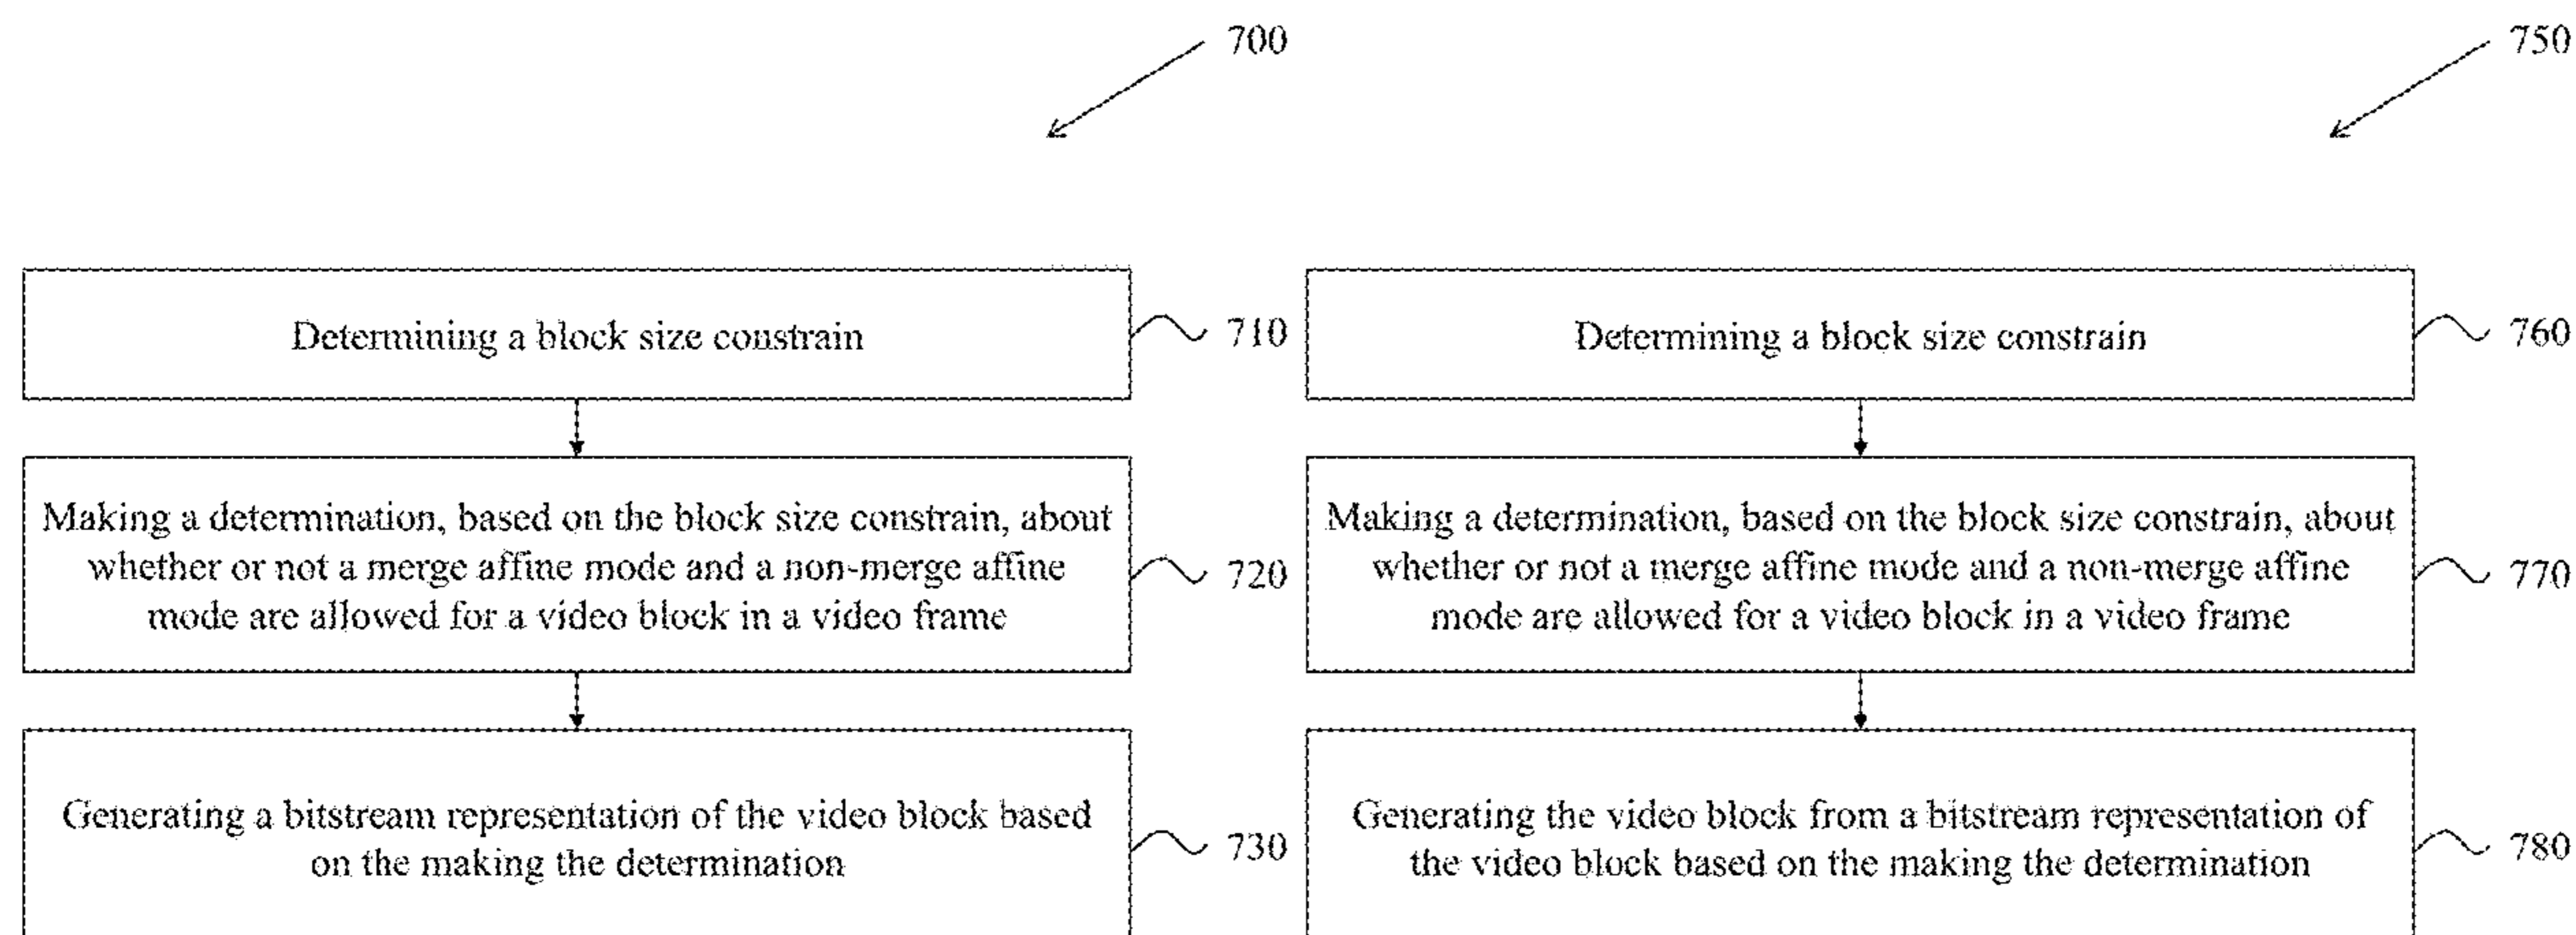 700
Determining a block size constrain
710
Making a determination, based on the block size constrain, about
whether or not a merge affine mode and a non-merge affine
mode are allowed for a video block in a video frame
720
Generating a bitstream representation of the video block based
on the making the determination
730
750
Determining a block size constrain
760
Making a determination, based on the block size constrain, about
whether or not a merge affine mode and a non-merge affine
mode are allowed for a video block in a video frame
770
Generating the video block from a bitstream representation of
the video block based on the making the determination
780